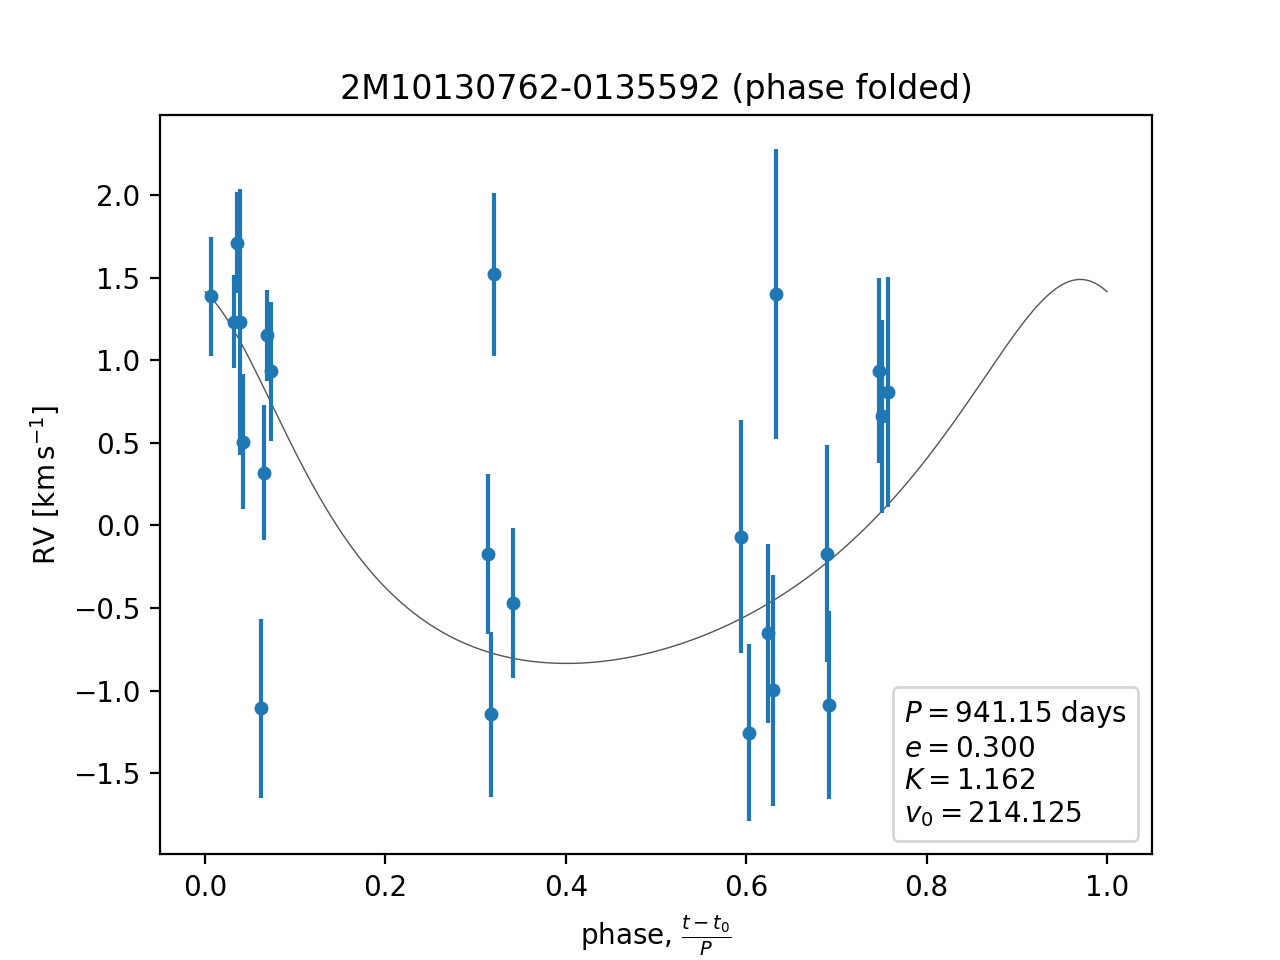 2M10130762-0135592 (phase folded)
RV [km s⁻¹]
2.0
1.5
1.0
0.5
0.0
−0.5
−1.0
−1.5
P = 941.15 days
e = 0.300
K = 1.162
v₀ = 214.125
0.0 0.2 0.4 0.6 0.8 1.0
phase, (t − t₀)/P